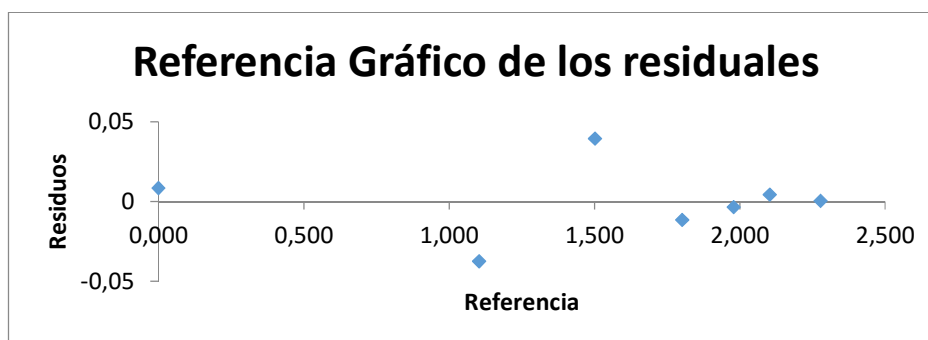 Referencia Gráfico de los residuales
0,05
0
-0,05
Residuos
0,000 0,500 1,000 1,500 2,000 2,500
Referencia